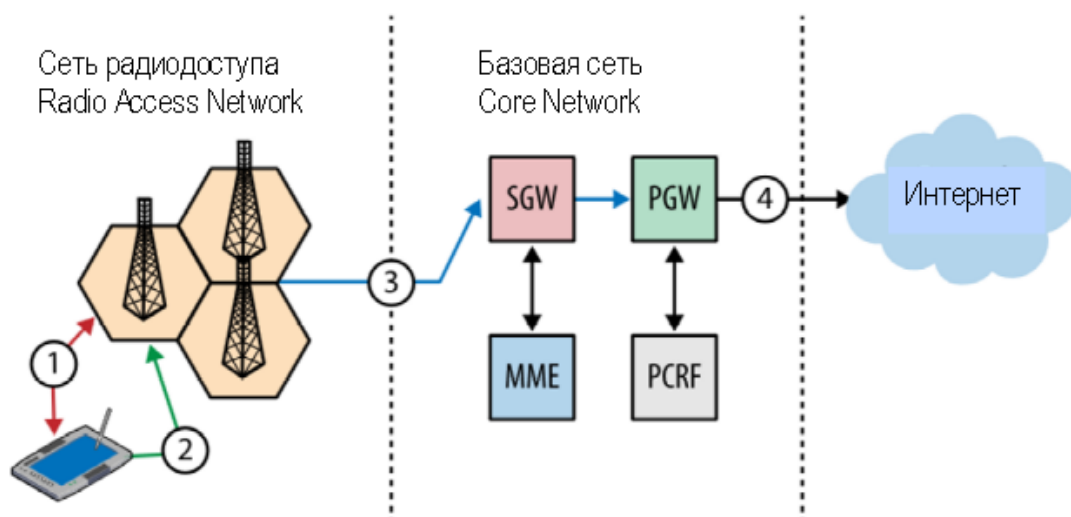 Сеть радиодоступа
Radio Access Network
Базовая сеть
Core Network
SGW
PGW
4
Интернет
3
1
MME
PCRF
2